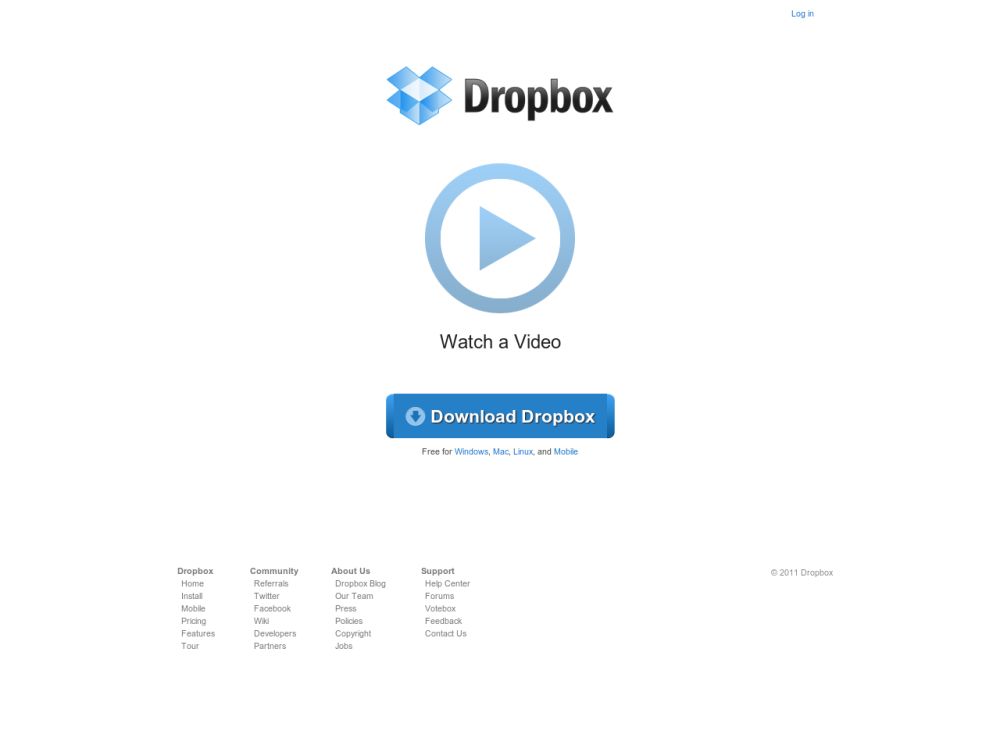 Log in
Dropbox
Watch a Video
Download Dropbox
Free for Windows, Mac, Linux, and Mobile
Dropbox
Home
Install
Mobile
Pricing
Features
Tour
Community
Referrals
Twitter
Facebook
Wiki
Developers
Partners
About Us
Dropbox Blog
Our Team
Press
Policies
Copyright
Jobs
Support
Help Center
Forums
Votebox
Feedback
Contact Us
© 2011 Dropbox